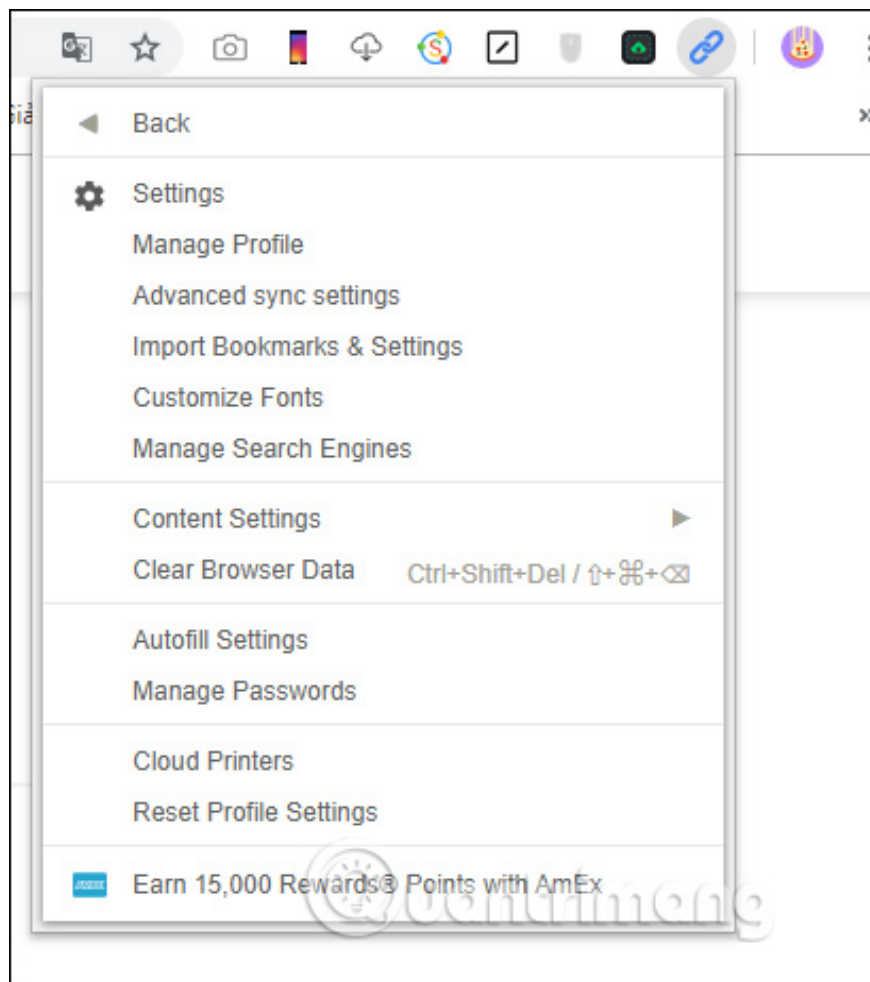 Back
Settings
Manage Profile
Advanced sync settings
Import Bookmarks & Settings
Customize Fonts
Manage Search Engines
Content Settings
Clear Browser Data Ctrl+Shift+Del / ⇧+⌘+⌫
Autofill Settings
Manage Passwords
Cloud Printers
Reset Profile Settings
Earn 15,000 Rewards® Points with AmEx
Quantrimang